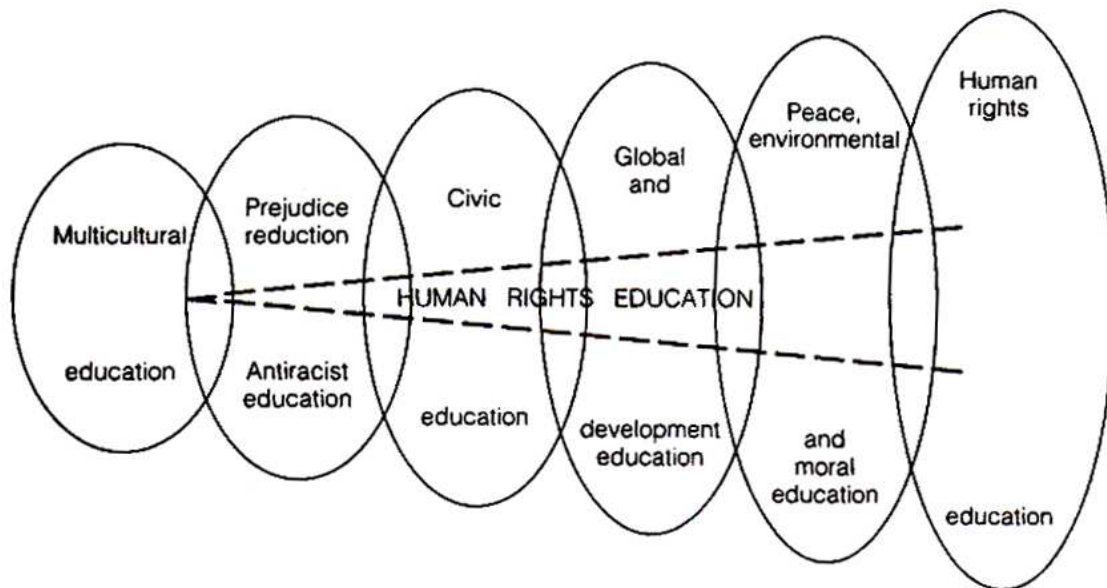 Multicultural
education
Prejudice
reduction
Antiracist
education
Civic
education
Global
and
development
education
Peace,
environmental
and
moral
education
Human
rights
education
HUMAN RIGHTS EDUCATION